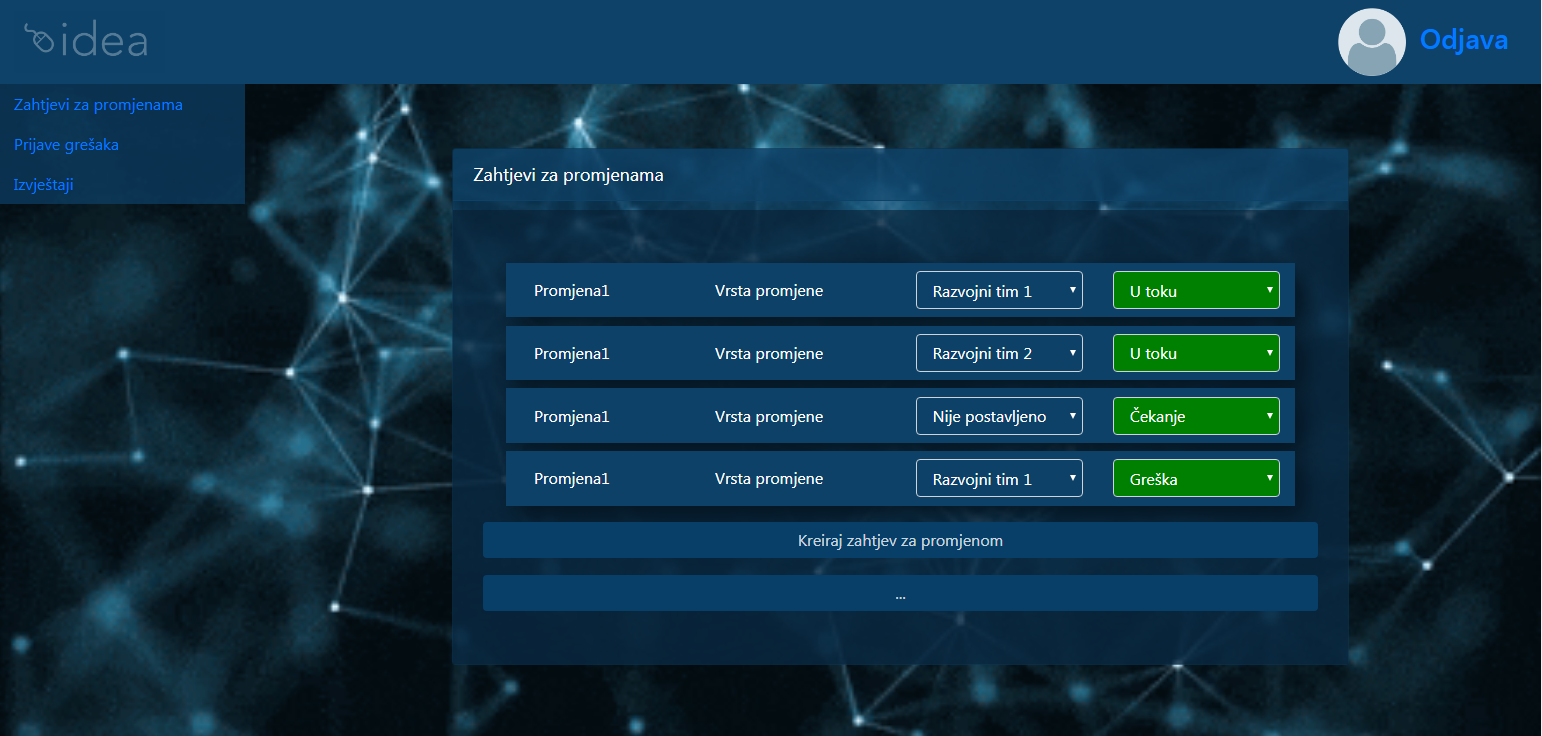 idea
Odjava
Zahtjevi za promjenama
Prijave grešaka
Izvještaji
Zahtjevi za promjenama
Promjena1 Vrsta promjene Razvojni tim 1 U toku
Promjena1 Vrsta promjene Razvojni tim 2 U toku
Promjena1 Vrsta promjene Nije postavljeno Čekanje
Promjena1 Vrsta promjene Razvojni tim 1 Greška
Kreiraj zahtjev za promjenom
...